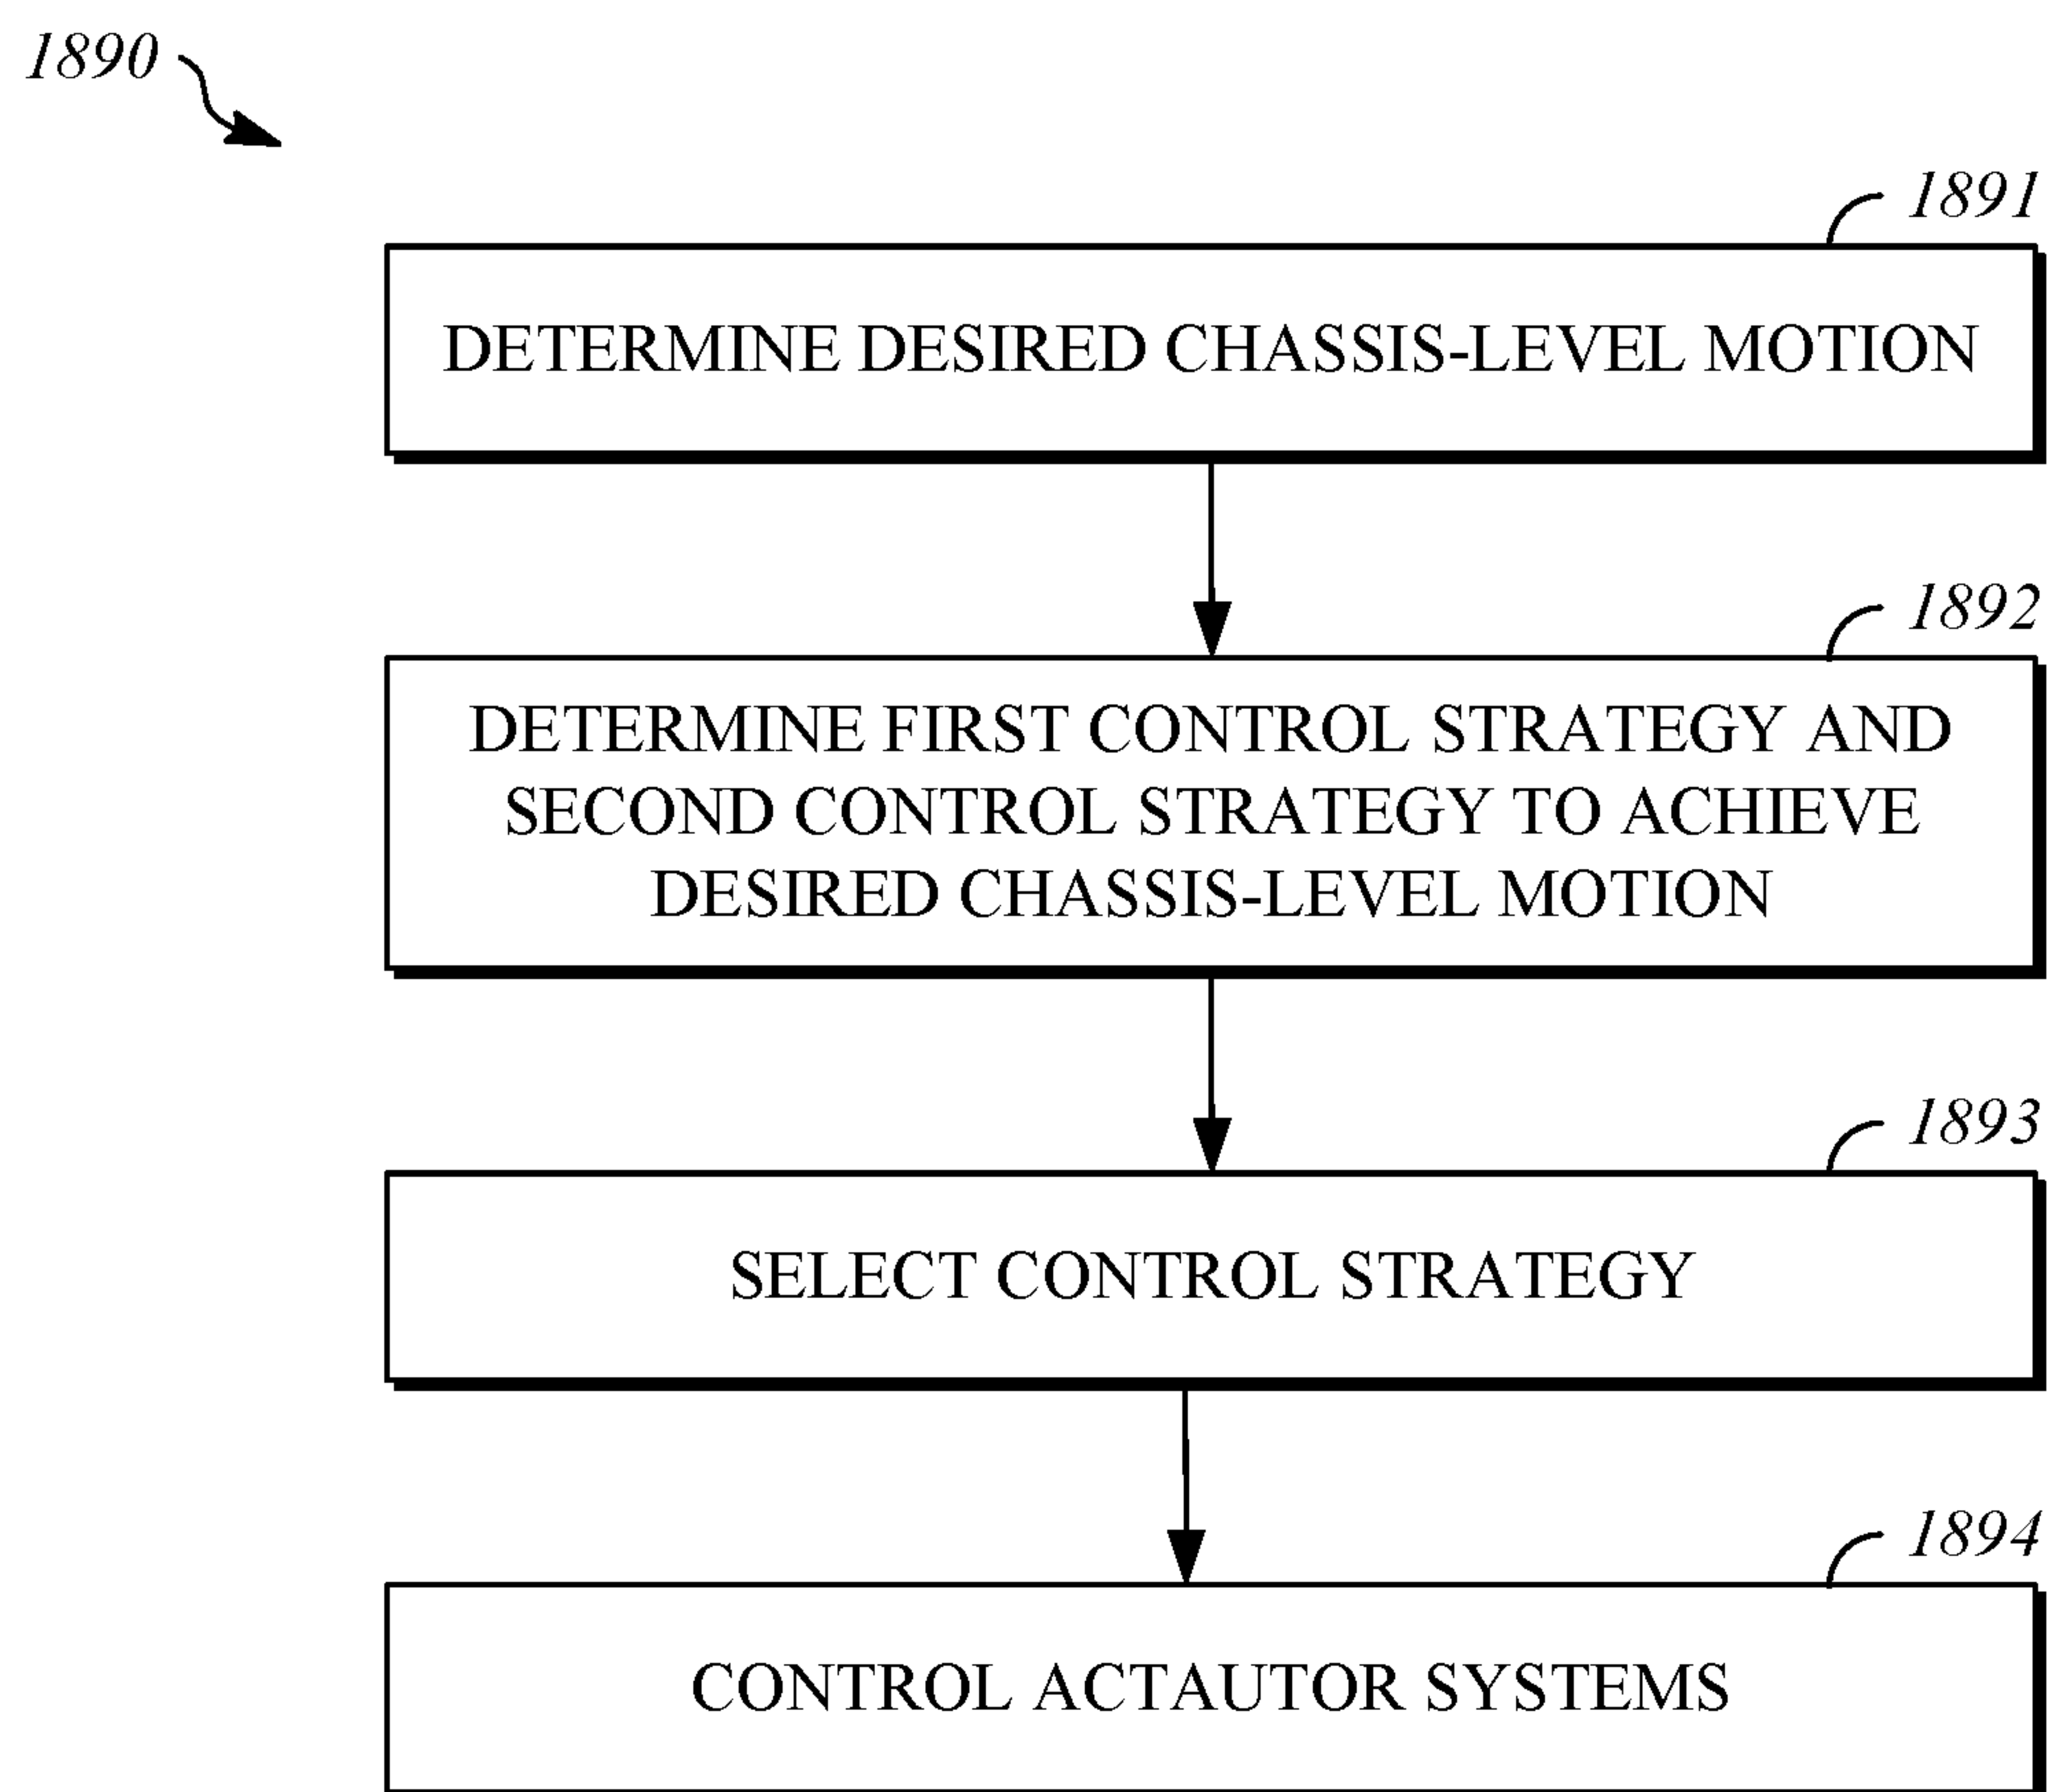 1890
1891
DETERMINE DESIRED CHASSIS-LEVEL MOTION
1892
DETERMINE FIRST CONTROL STRATEGY AND
SECOND CONTROL STRATEGY TO ACHIEVE
DESIRED CHASSIS-LEVEL MOTION
1893
SELECT CONTROL STRATEGY
1894
CONTROL ACTAUTOR SYSTEMS